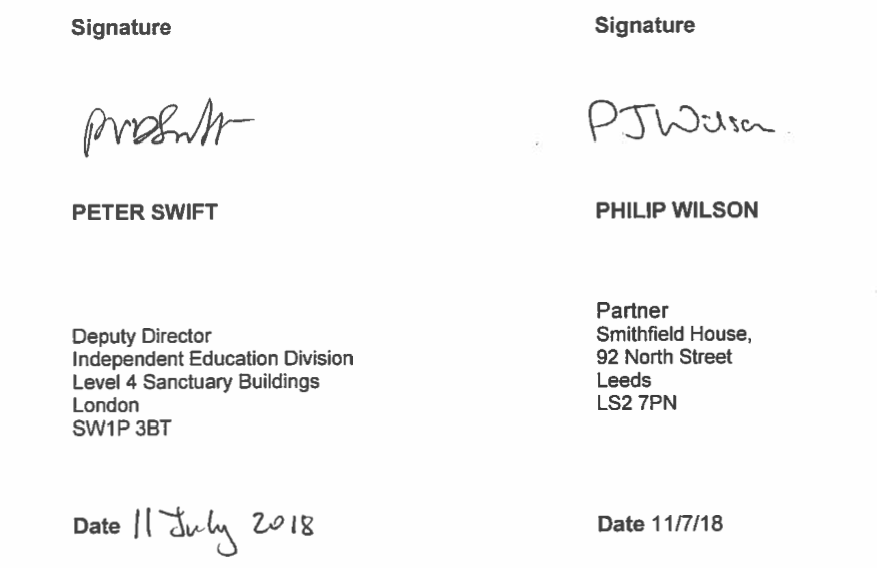 Signature
PETER SWIFT
Deputy Director
Independent Education Division
Level 4 Sanctuary Buildings
London
SW1P 3BT
Date 11 July 2018
Signature
PJWilson
PHILIP WILSON
Partner
Smithfield House,
92 North Street
Leeds
LS2 7PN
Date 11/7/18